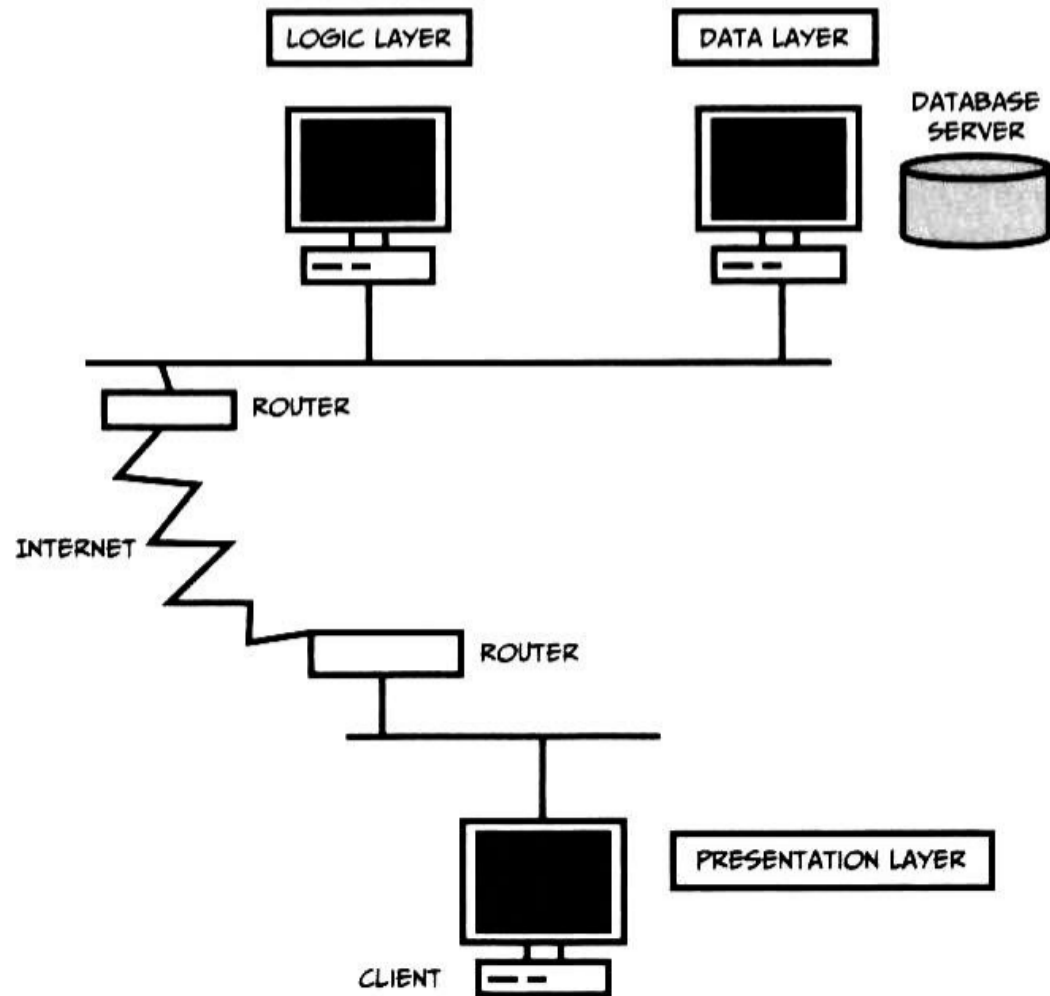 LOGIC LAYER
DATA LAYER
DATABASE
SERVER
ROUTER
INTERNET
ROUTER
PRESENTATION LAYER
CLIENT